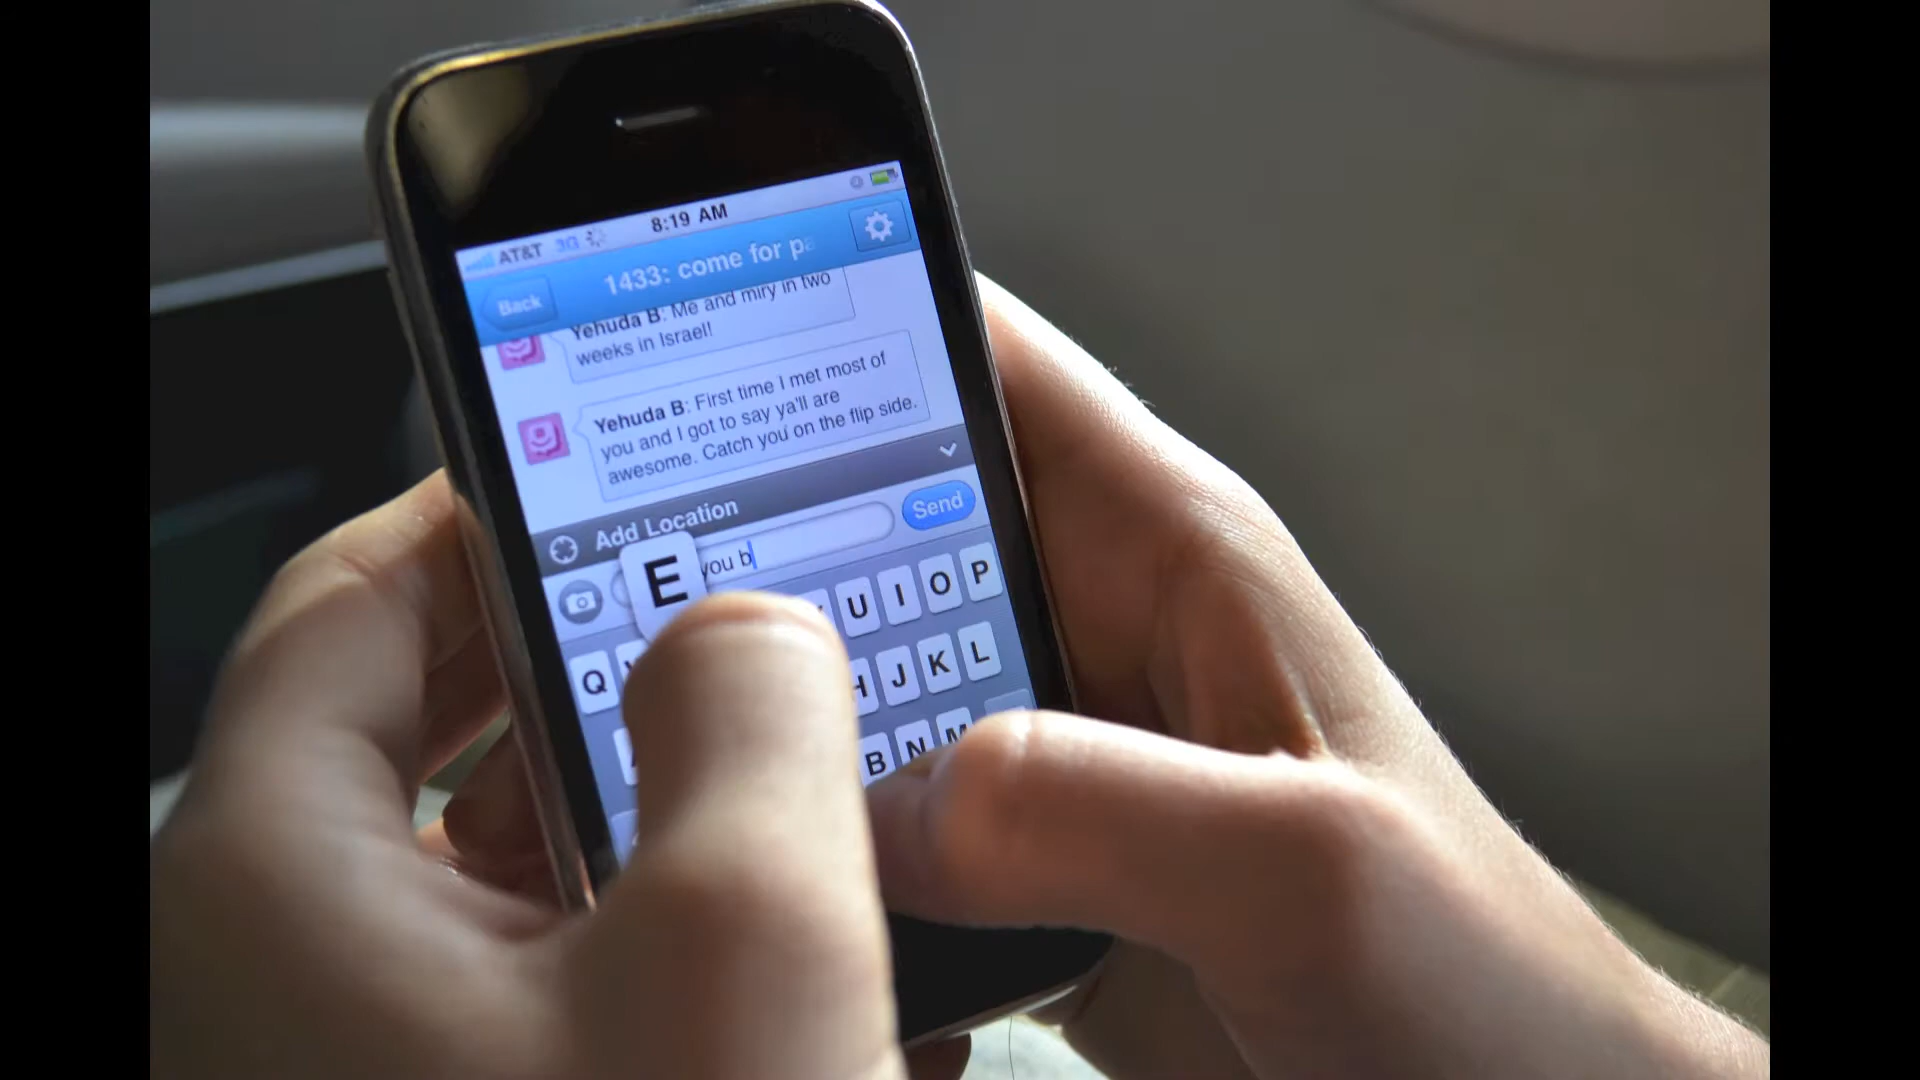 AT&T 3G 8:19 AM
Back 1433: come for pa
Yehuda B: Me and miry in two
weeks in Israel!
Yehuda B: First time I met most of
you and I got to say ya'll are
awesome. Catch you on the flip side.
Add Location
you b Send
E
U I O P
Q H J K L
B N M